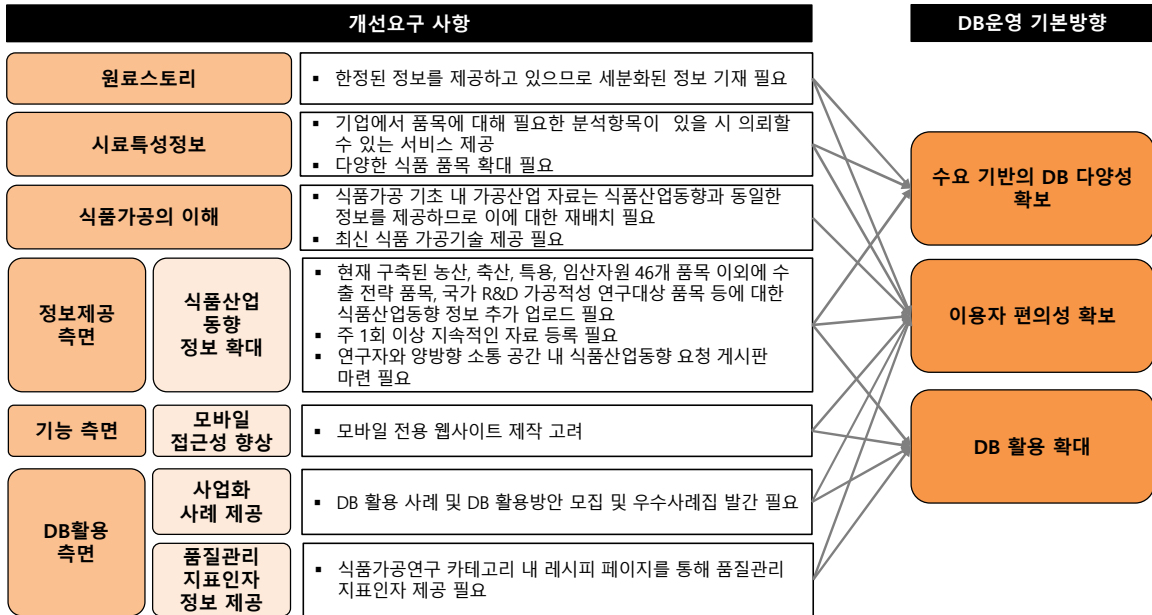 개선요구 사항
DB운영 기본방향
원료스토리
▪ 한정된 정보를 제공하고 있으므로 세분화된 정보 기재 필요
시료특성정보
▪ 기업에서 품목에 대해 필요한 분석항목이 있을 시 의뢰할
수 있는 서비스 제공
▪ 다양한 식품 품목 확대 필요
식품가공의 이해
▪ 식품가공 기초 내 가공산업 자료는 식품산업동향과 동일한
정보를 제공하므로 이에 대한 재배치 필요
▪ 최신 식품 가공기술 제공 필요
정보제공
측면
식품산업
동향
정보 확대
▪ 현재 구축된 농산, 축산, 특용, 임산자원 46개 품목 이외에 수
출 전략 품목, 국가 R&D 가공적성 연구대상 품목 등에 대한
식품산업동향 정보 추가 업로드 필요
▪ 주 1회 이상 지속적인 자료 등록 필요
▪ 연구자와 양방향 소통 공간 내 식품산업동향 요청 게시판
마련 필요
기능 측면
모바일
접근성 향상
▪ 모바일 전용 웹사이트 제작 고려
DB활용
측면
사업화
사례 제공
▪ DB 활용 사례 및 DB 활용방안 모집 및 우수사례집 발간 필요
품질관리
지표인자
정보 제공
▪ 식품가공연구 카테고리 내 레시피 페이지를 통해 품질관리
지표인자 제공 필요
수요 기반의 DB 다양성
확보
이용자 편의성 확보
DB 활용 확대